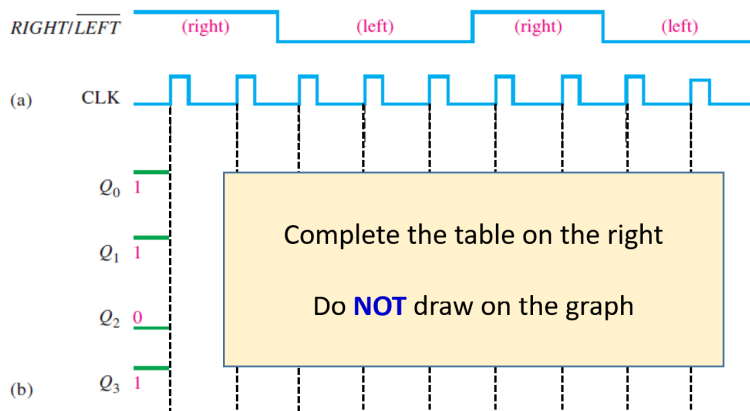 RIGHT/LEFT (right) (left) (right) (left)
(a) CLK
Q0 1
Complete the table on the right
Q1 1
Do NOT draw on the graph
Q2 0
(b) Q3 1